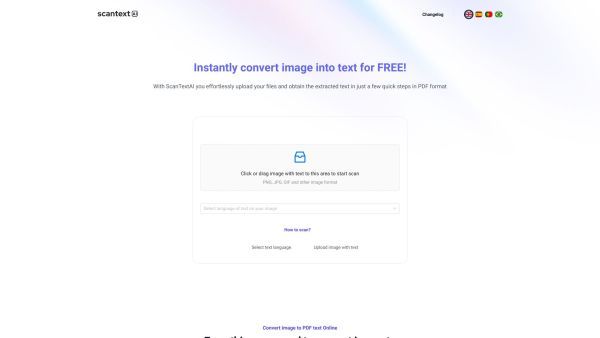 scantext AI
Changelog
Instantly convert image into text for FREE!
With ScanTextAI you effortlessly upload your files and obtain the extracted text in just a few quick steps in PDF format
Click or drag image with text to this area to start scan
PNG, JPG, GIF and other image format
Select language of text on your image
How to scan?
Select text language
Upload image with text
Convert image to PDF text Online